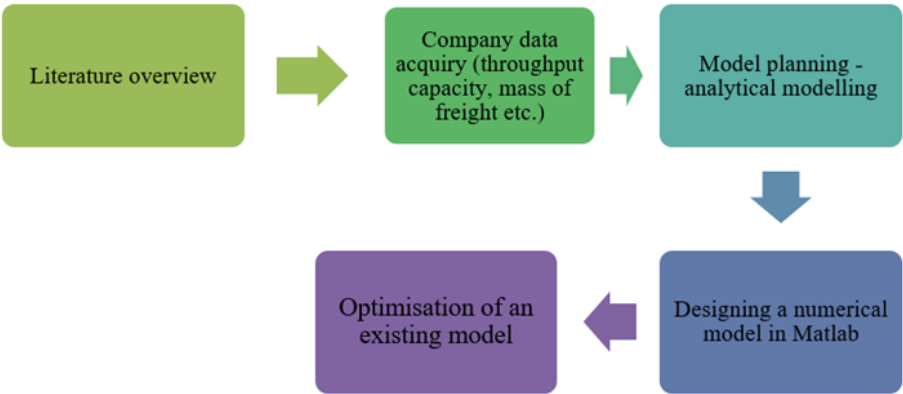 Literature overview
Company data
acquiry (throughput
capacity, mass of
freight etc.)
Model planning -
analytical modelling
Designing a numerical
model in Matlab
Optimisation of an
existing model